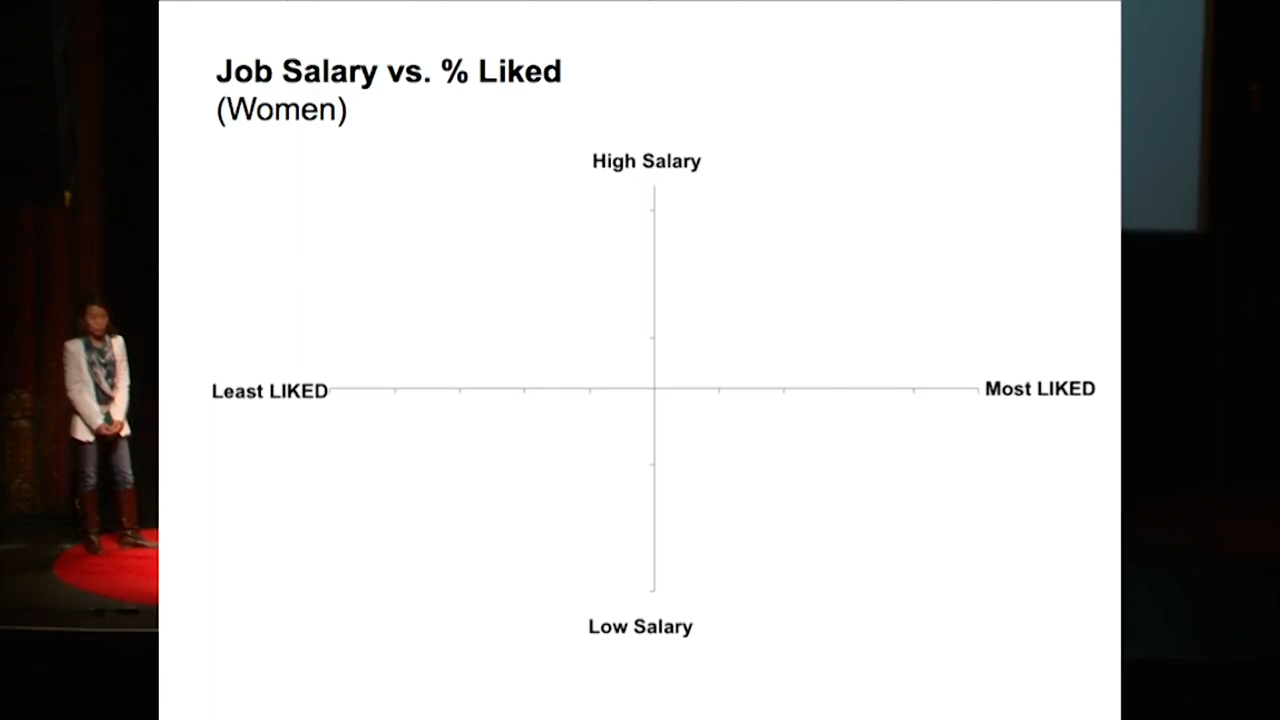 Job Salary vs. % Liked
(Women)
High Salary
Least LIKED
Most LIKED
Low Salary